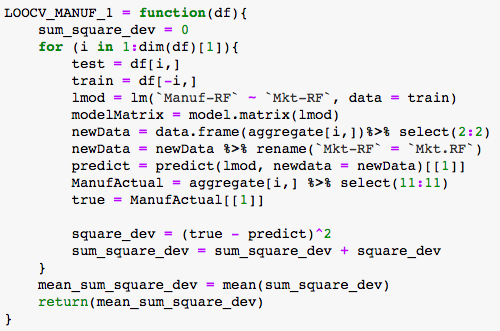 LOOCV_MANUF_1 = function(df){
    sum_square_dev = 0
    for (i in 1:dim(df)[1]){
        test = df[i,]
        train = df[-i,]
        lmod = lm(`Manuf-RF` ~ `Mkt-RF`, data = train)
        modelMatrix = model.matrix(lmod)
        newData = data.frame(aggregate[i,])%>% select(2:2)
        newData = newData %>% rename(`Mkt-RF` = `Mkt.RF`)
        predict = predict(lmod, newdata = newData)[[1]]
        ManufActual = aggregate[i,] %>% select(11:11)
        true = ManufActual[[1]]

        square_dev = (true - predict)^2
        sum_square_dev = sum_square_dev + square_dev
    }
    mean_sum_square_dev = mean(sum_square_dev)
    return(mean_sum_square_dev)
}